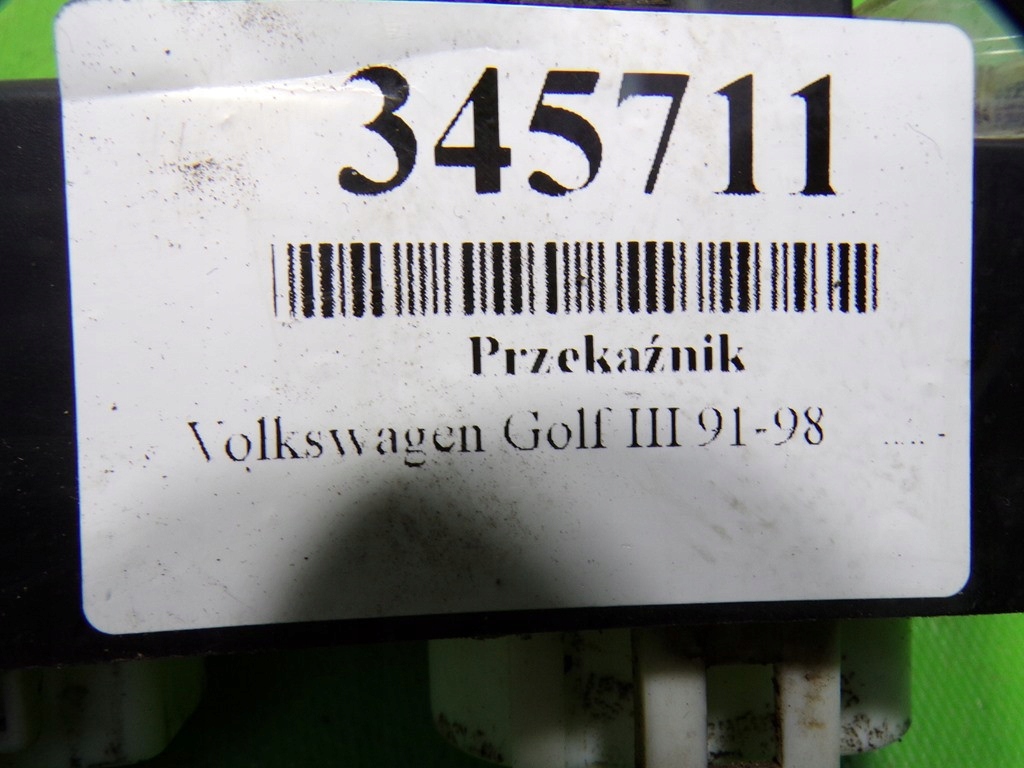 345711
Przekaźnik
Volkswagen Golf III 91-98